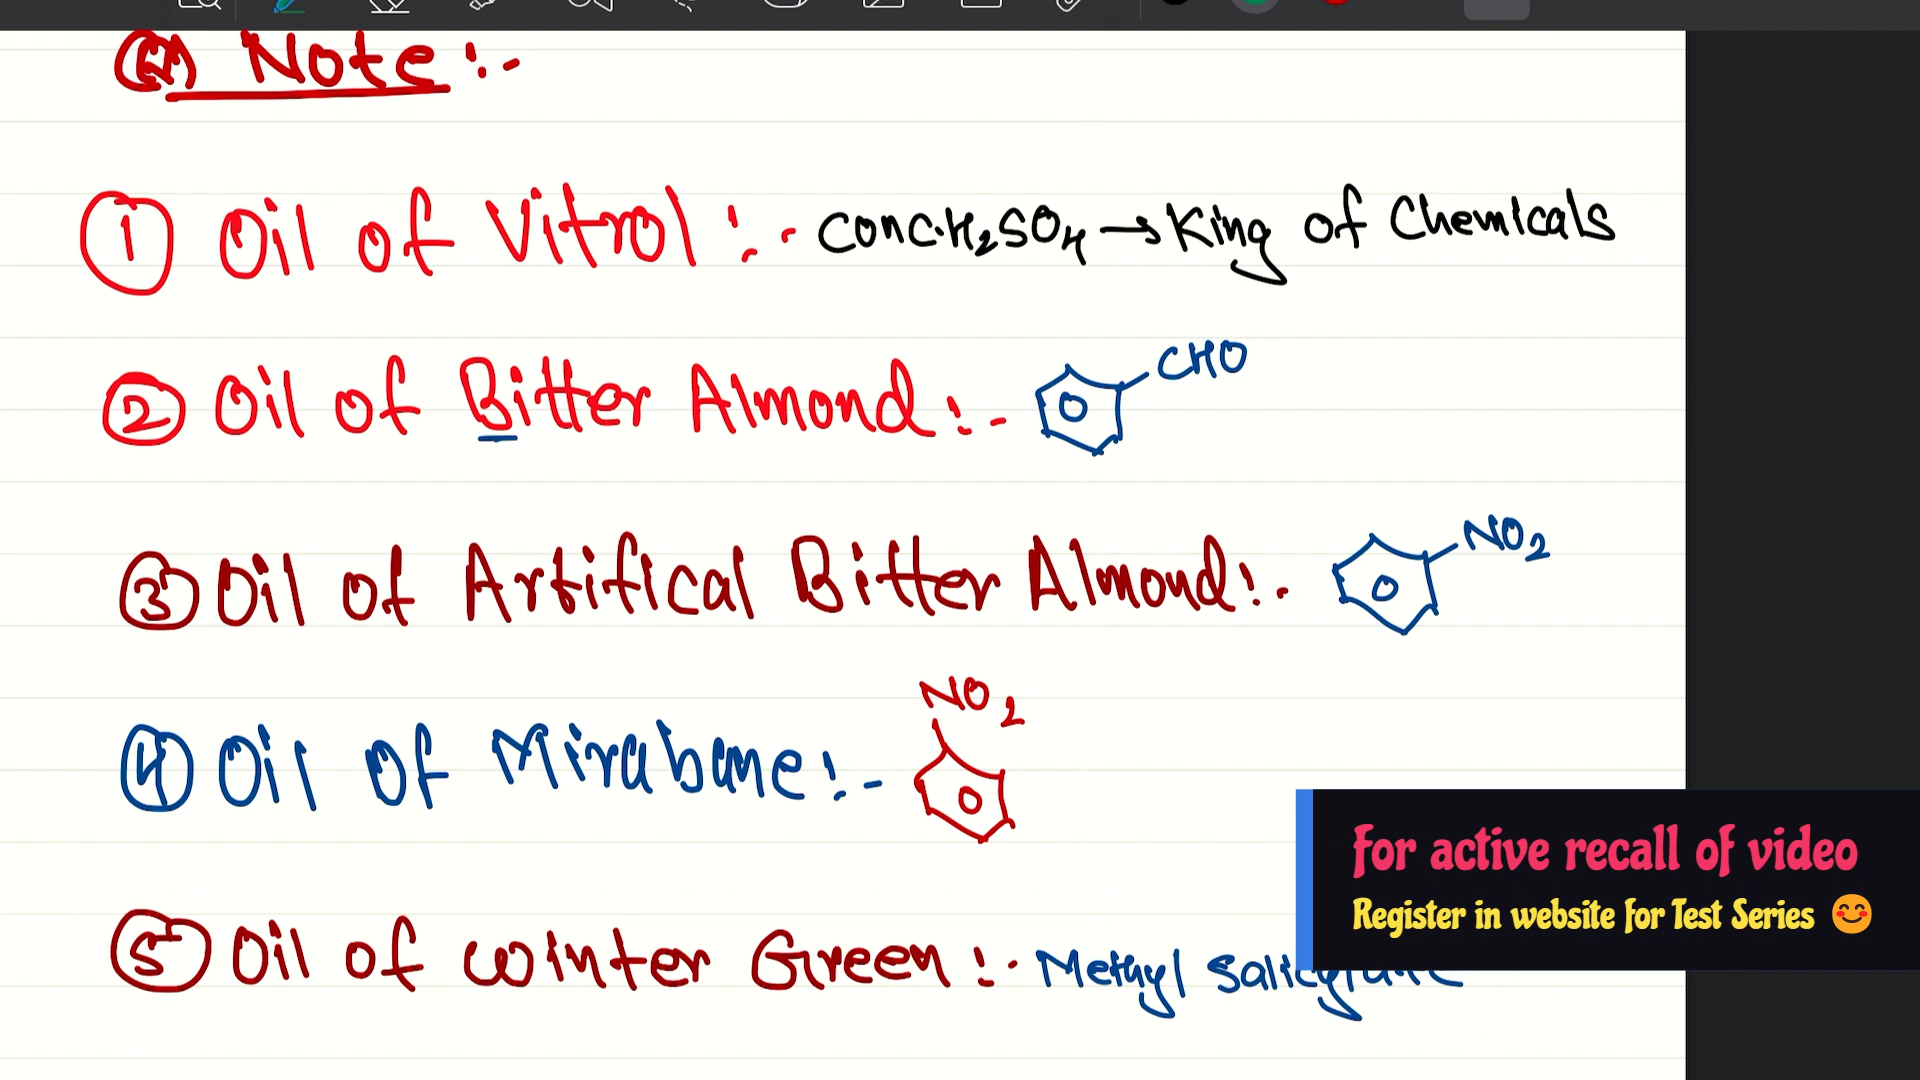 Note :-
① Oil of Vitrol :- Conc. H₂SO₄ → King of Chemicals
② Oil of Bitter Almond :- CHO
③ Oil of Artifical Bitter Almond :- NO₂
④ Oil Of Mirabane :- NO₂
⑤ Oil of Winter Green :- Methyl Salicylate
For active recall of video
Register in website for Test Series 😊